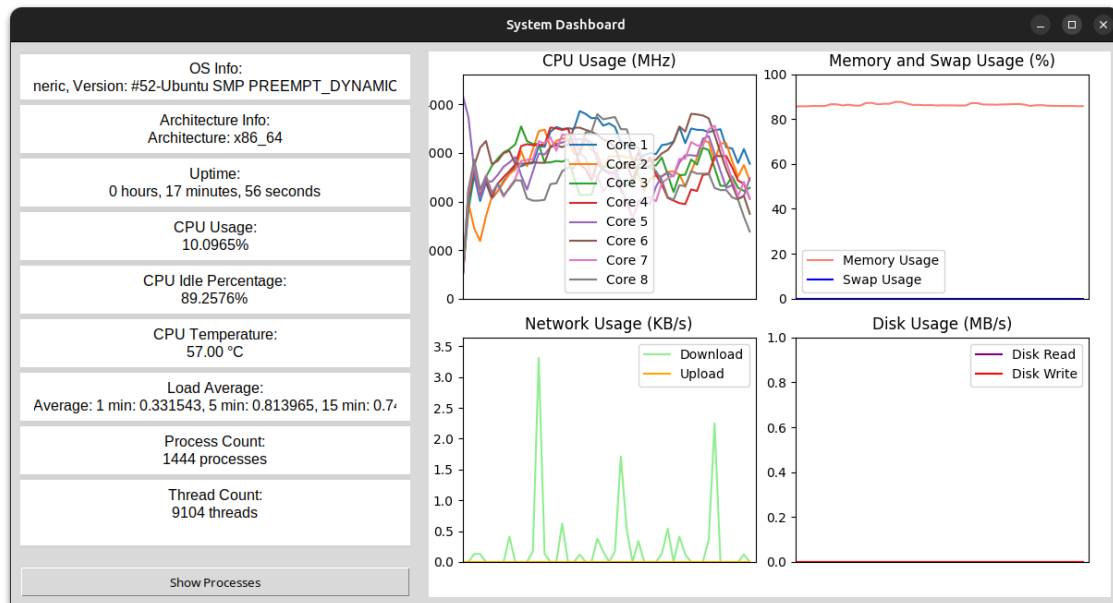 System Dashboard
OS Info:
neric, Version: #52-Ubuntu SMP PREEMPT_DYNAMIC
Architecture Info:
Architecture: x86_64
Uptime:
0 hours, 17 minutes, 56 seconds
CPU Usage:
10.0965%
CPU Idle Percentage:
89.2576%
CPU Temperature:
57.00 °C
Load Average:
Average: 1 min: 0.331543, 5 min: 0.813965, 15 min: 0.74
Process Count:
1444 processes
Thread Count:
9104 threads
Show Processes
CPU Usage (MHz)
000
000
000
0
Core 1
Core 2
Core 3
Core 4
Core 5
Core 6
Core 7
Core 8
Memory and Swap Usage (%)
100
80
60
40
20
0
Memory Usage
Swap Usage
Network Usage (KB/s)
3.5
3.0
2.5
2.0
1.5
1.0
0.5
0.0
Download
Upload
Disk Usage (MB/s)
1.0
0.8
0.6
0.4
0.2
0.0
Disk Read
Disk Write